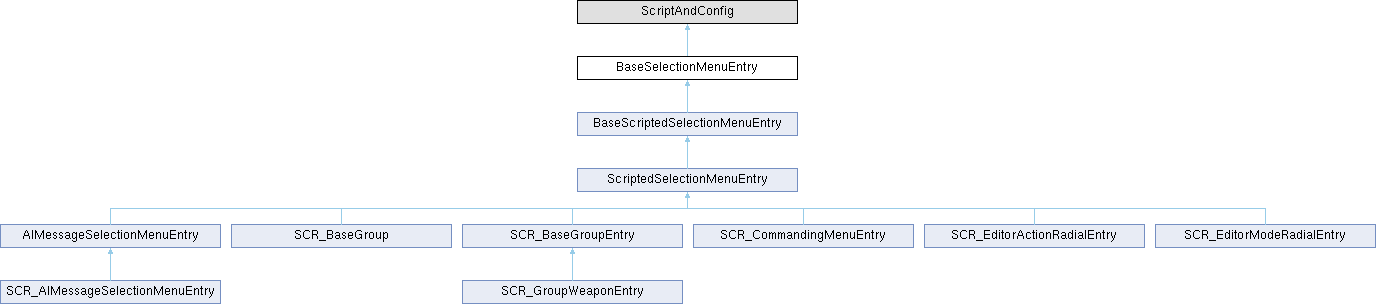 ScriptAndConfig
BaseSelectionMenuEntry
BaseScriptedSelectionMenuEntry
ScriptedSelectionMenuEntry
AIMessageSelectionMenuEntry
SCR_BaseGroup
SCR_BaseGroupEntry
SCR_CommandingMenuEntry
SCR_EditorActionRadialEntry
SCR_EditorModeRadialEntry
SCR_AIMessageSelectionMenuEntry
SCR_GroupWeaponEntry